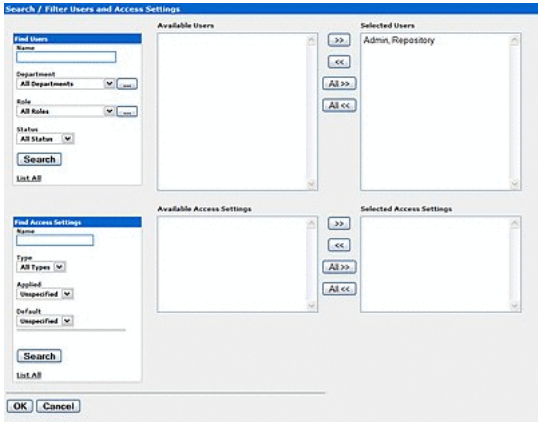 Search / Filter Users and Access Settings
Find Users
Name
Department
All Departments
...
Role
All Roles
...
Status
All Status
Search
List All
Available Users
>>
<<
All >>
All <<
Selected Users
Admin, Repository
Find Access Settings
Name
Type
All Types
Applied
Unspecified
Default
Unspecified
Search
List All
Available Access Settings
>>
<<
All >>
All <<
Selected Access Settings
OK Cancel